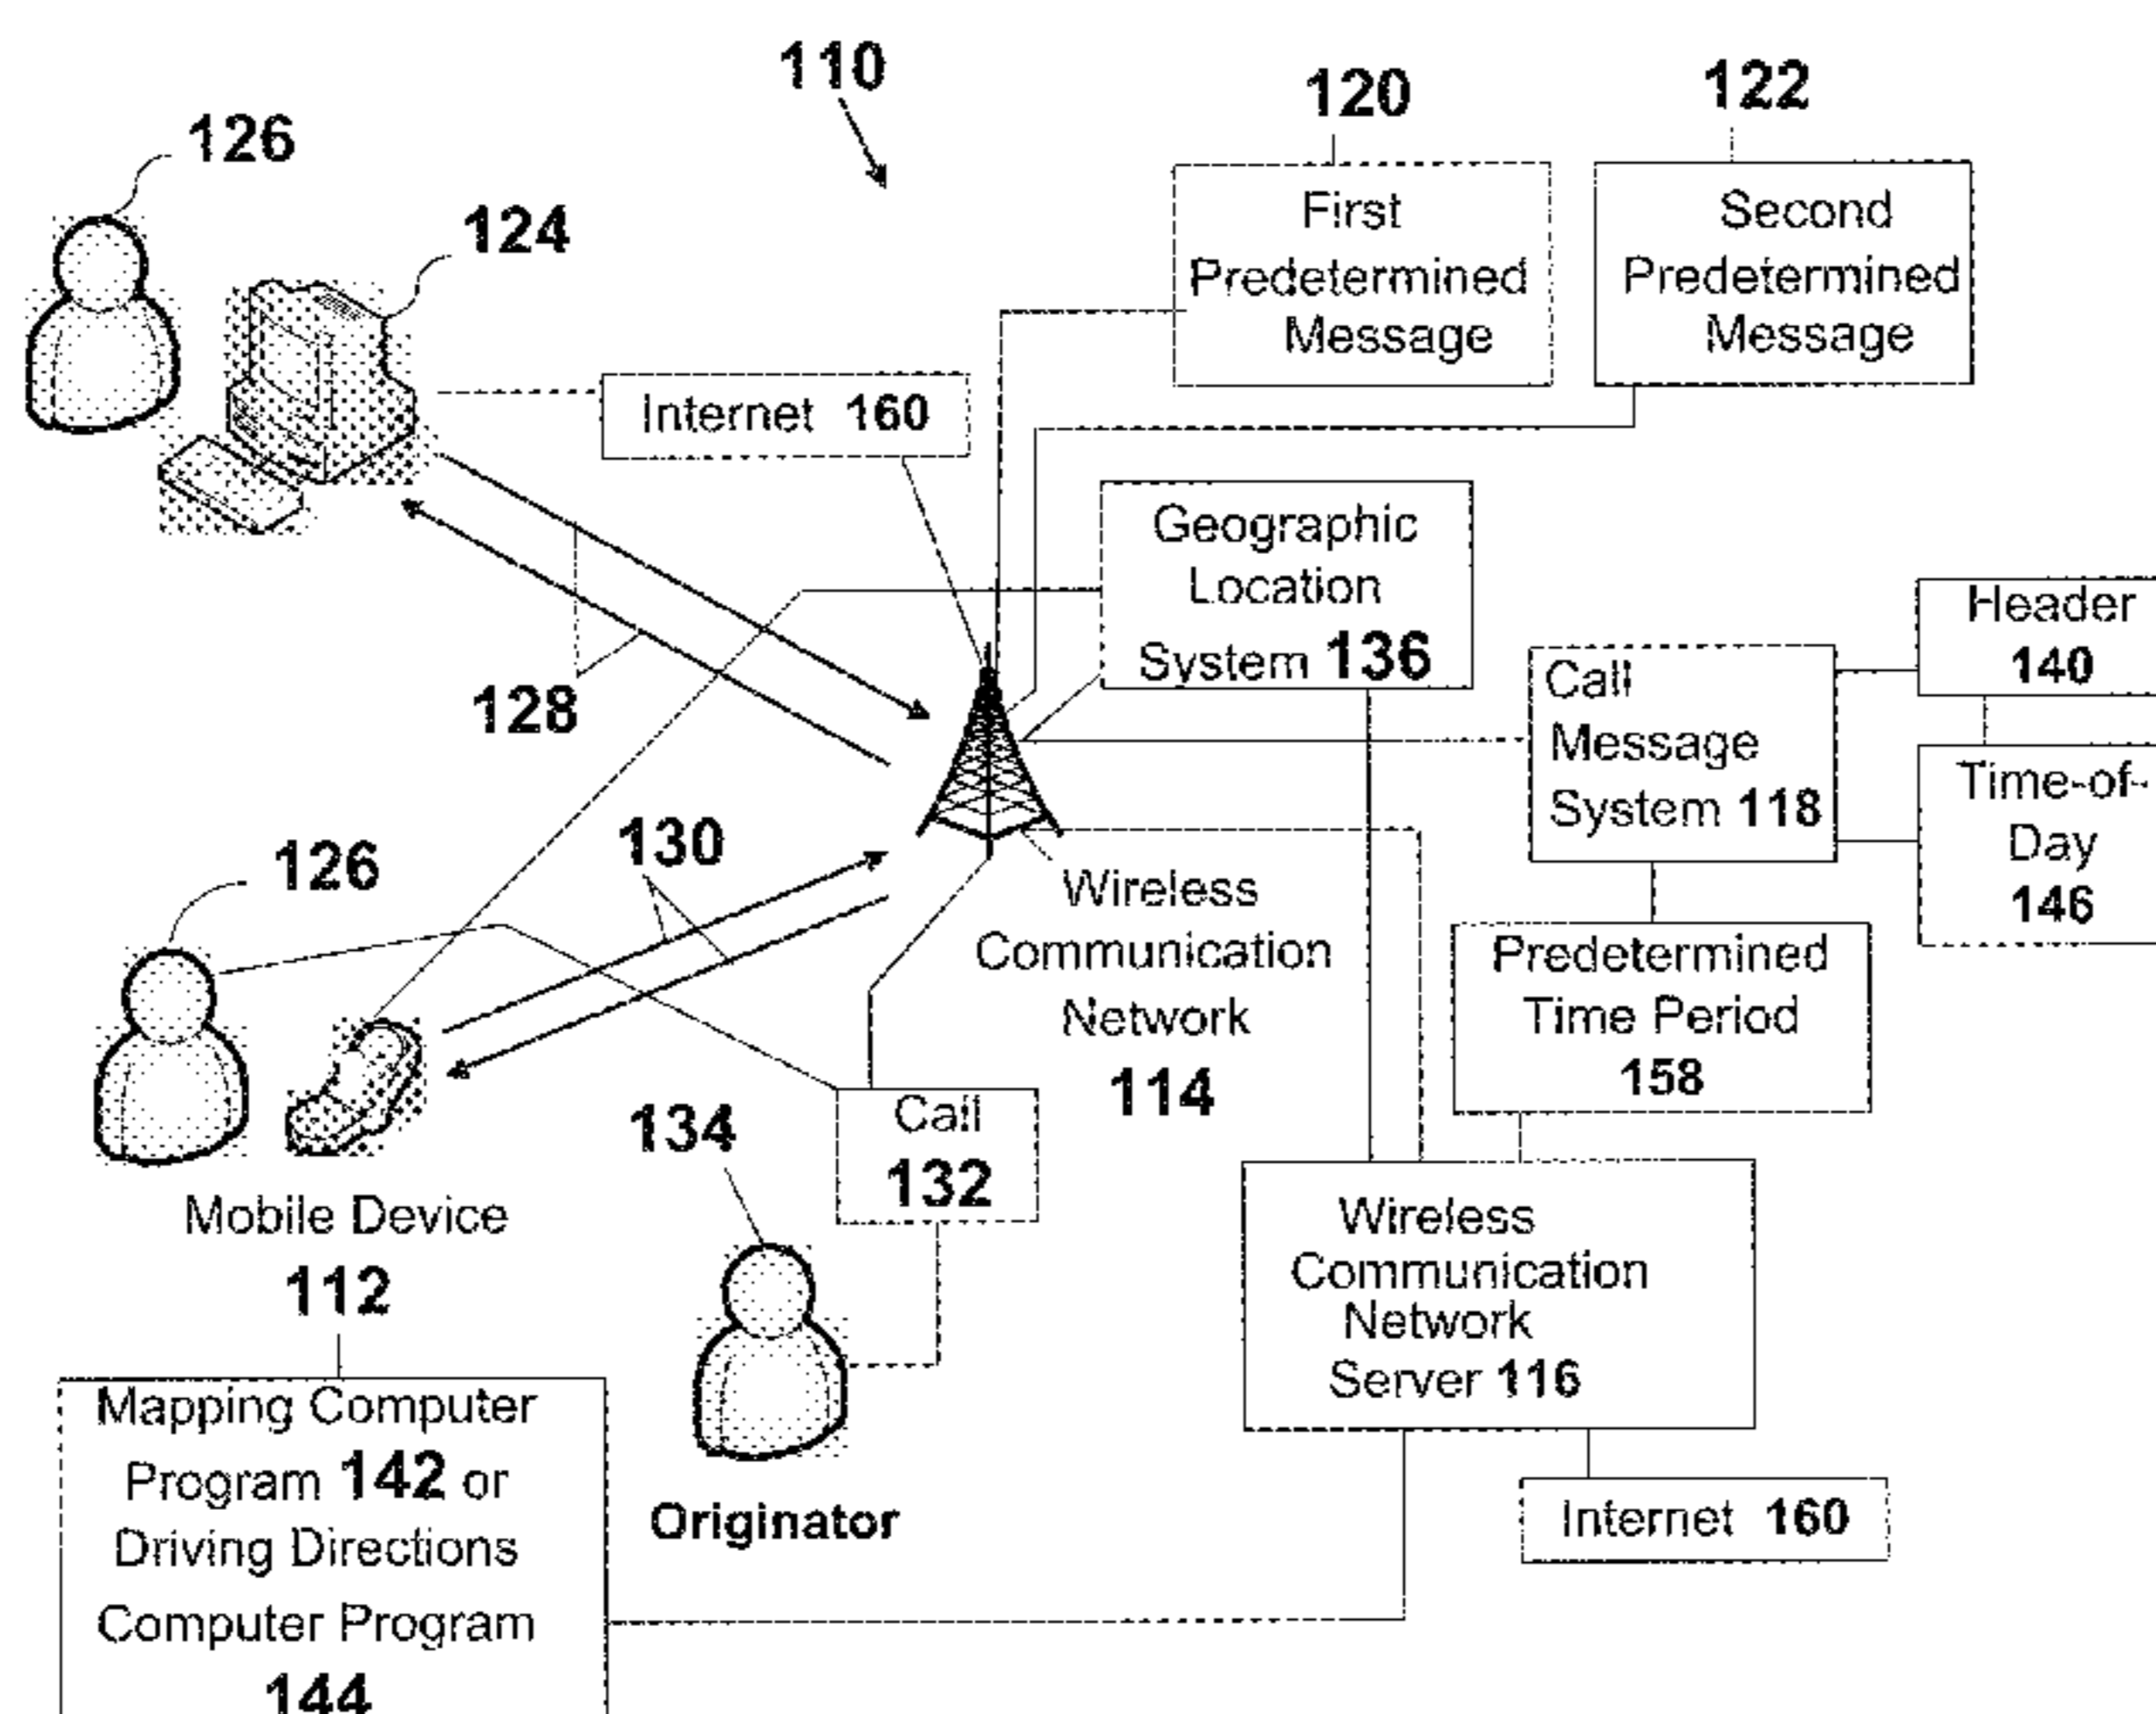 110
120
122
126
124
First
Predetermined
Message
Second
Predetermined
Message
Internet 160
Geographic
Location
System 136
128
Header
140
Call
Message
System 118
Time-of-
Day
146
126
130
Wireless
Communication
Network
114
Predetermined
Time Period
158
Call
132
134
Mobile Device
112
Wireless
Communication
Network
Server 116
Mapping Computer
Program 142 or
Driving Directions
Computer Program
144
Originator
Internet 160